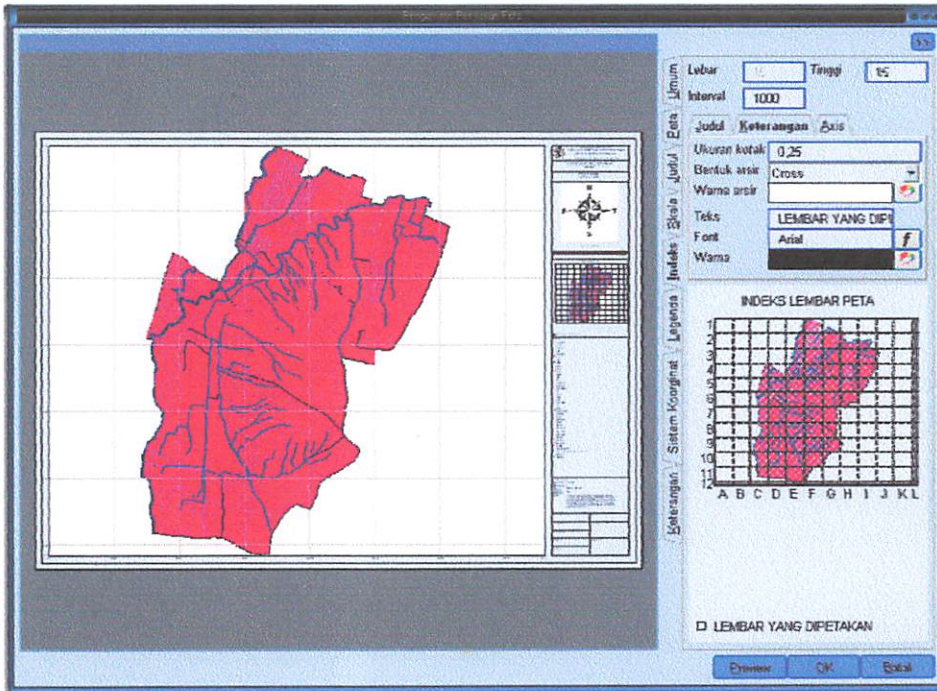 >>
Umum
Peta
Judul
Skala
Indeks
Legenda
Sistem Koordinat
Keterangan
Lebar 15 Tinggi 15
Interval 1000
Judul Keterangan Axis
Ukuran kotak 0,25
Bentuk arsir Cross
Warna arsir
Teks LEMBAR YANG DIPI
Font Arial f
Warna
INDEKS LEMBAR PETA
1
2
3
4
5
6
7
8
9
10
11
12
A B C D E F G H I J K L
LEMBAR YANG DIPETAKAN
Preview OK Batal